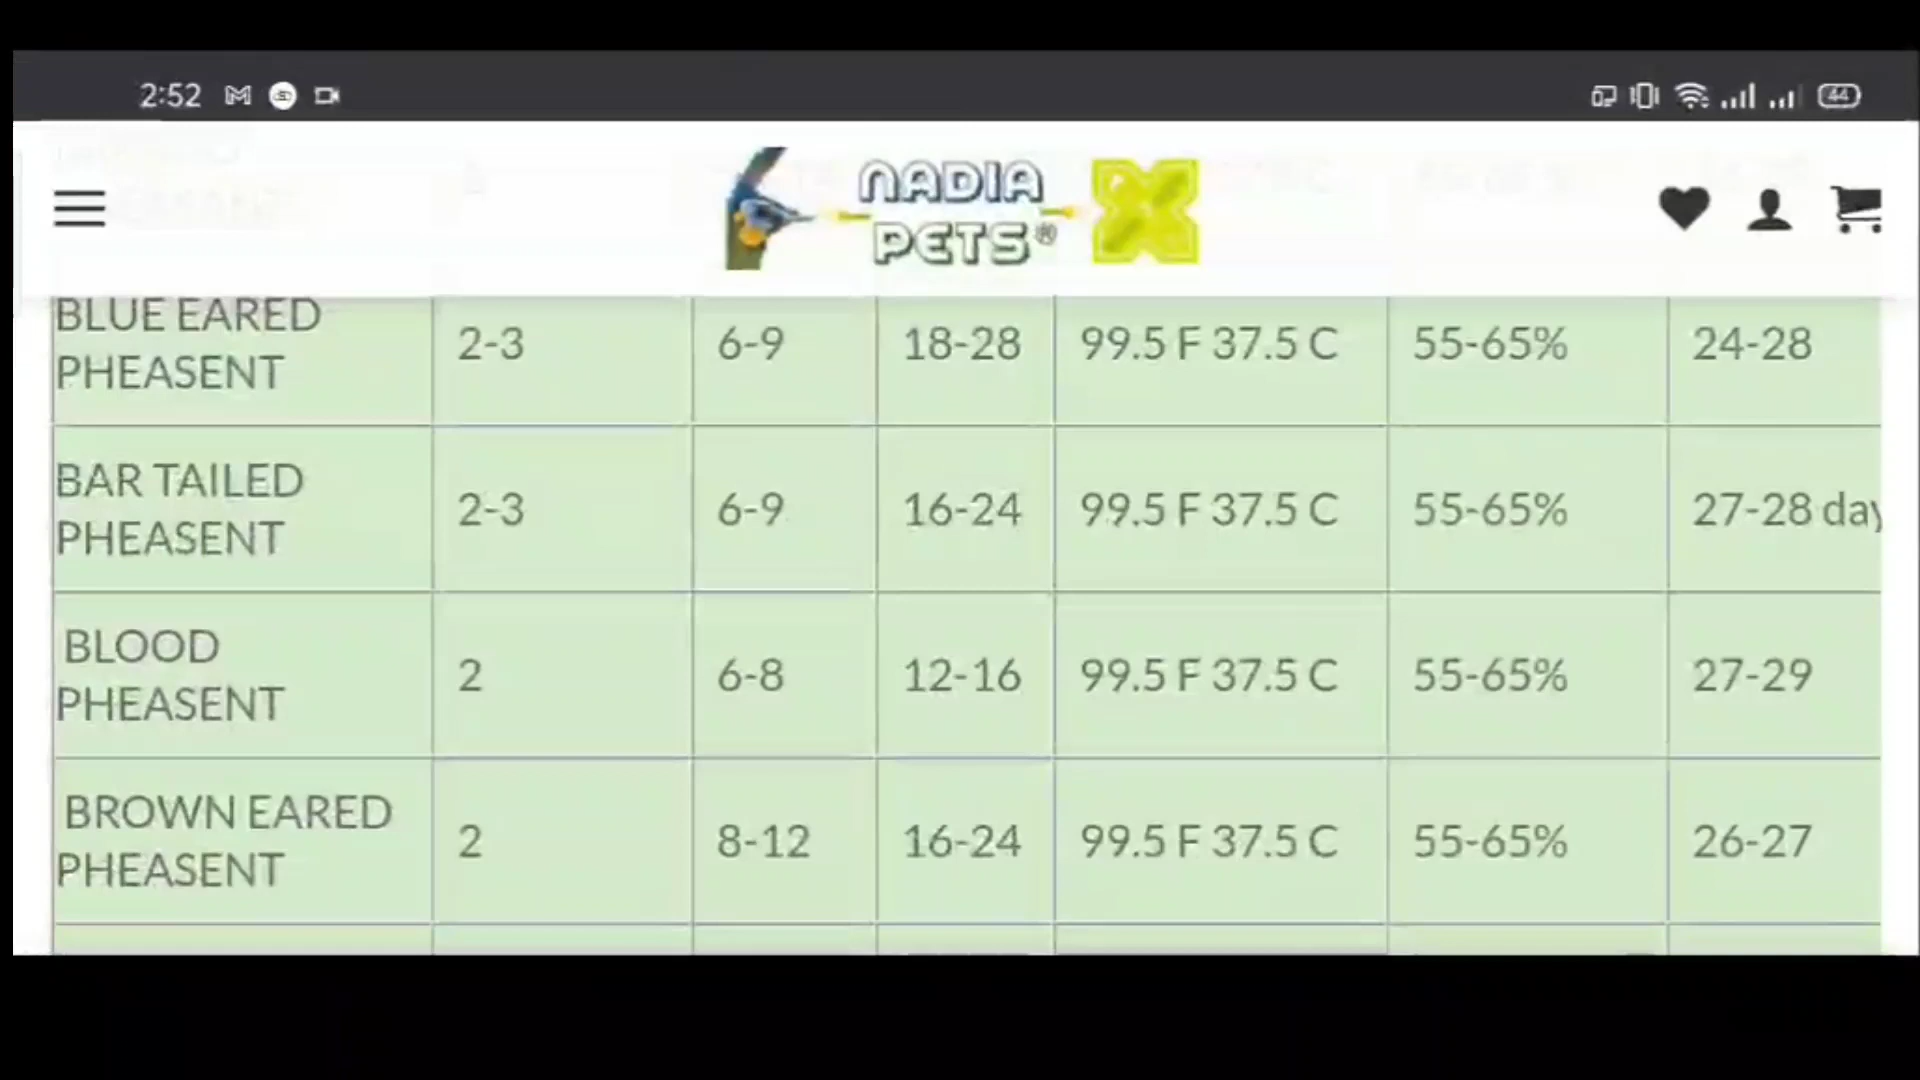 2:52
44
NADIA
PETS®
BLUE EARED
PHEASENT
2-3
6-9
18-28
99.5 F 37.5 C
55-65%
24-28
BAR TAILED
PHEASENT
2-3
6-9
16-24
99.5 F 37.5 C
55-65%
27-28 day
BLOOD
PHEASENT
2
6-8
12-16
99.5 F 37.5 C
55-65%
27-29
BROWN EARED
PHEASENT
2
8-12
16-24
99.5 F 37.5 C
55-65%
26-27